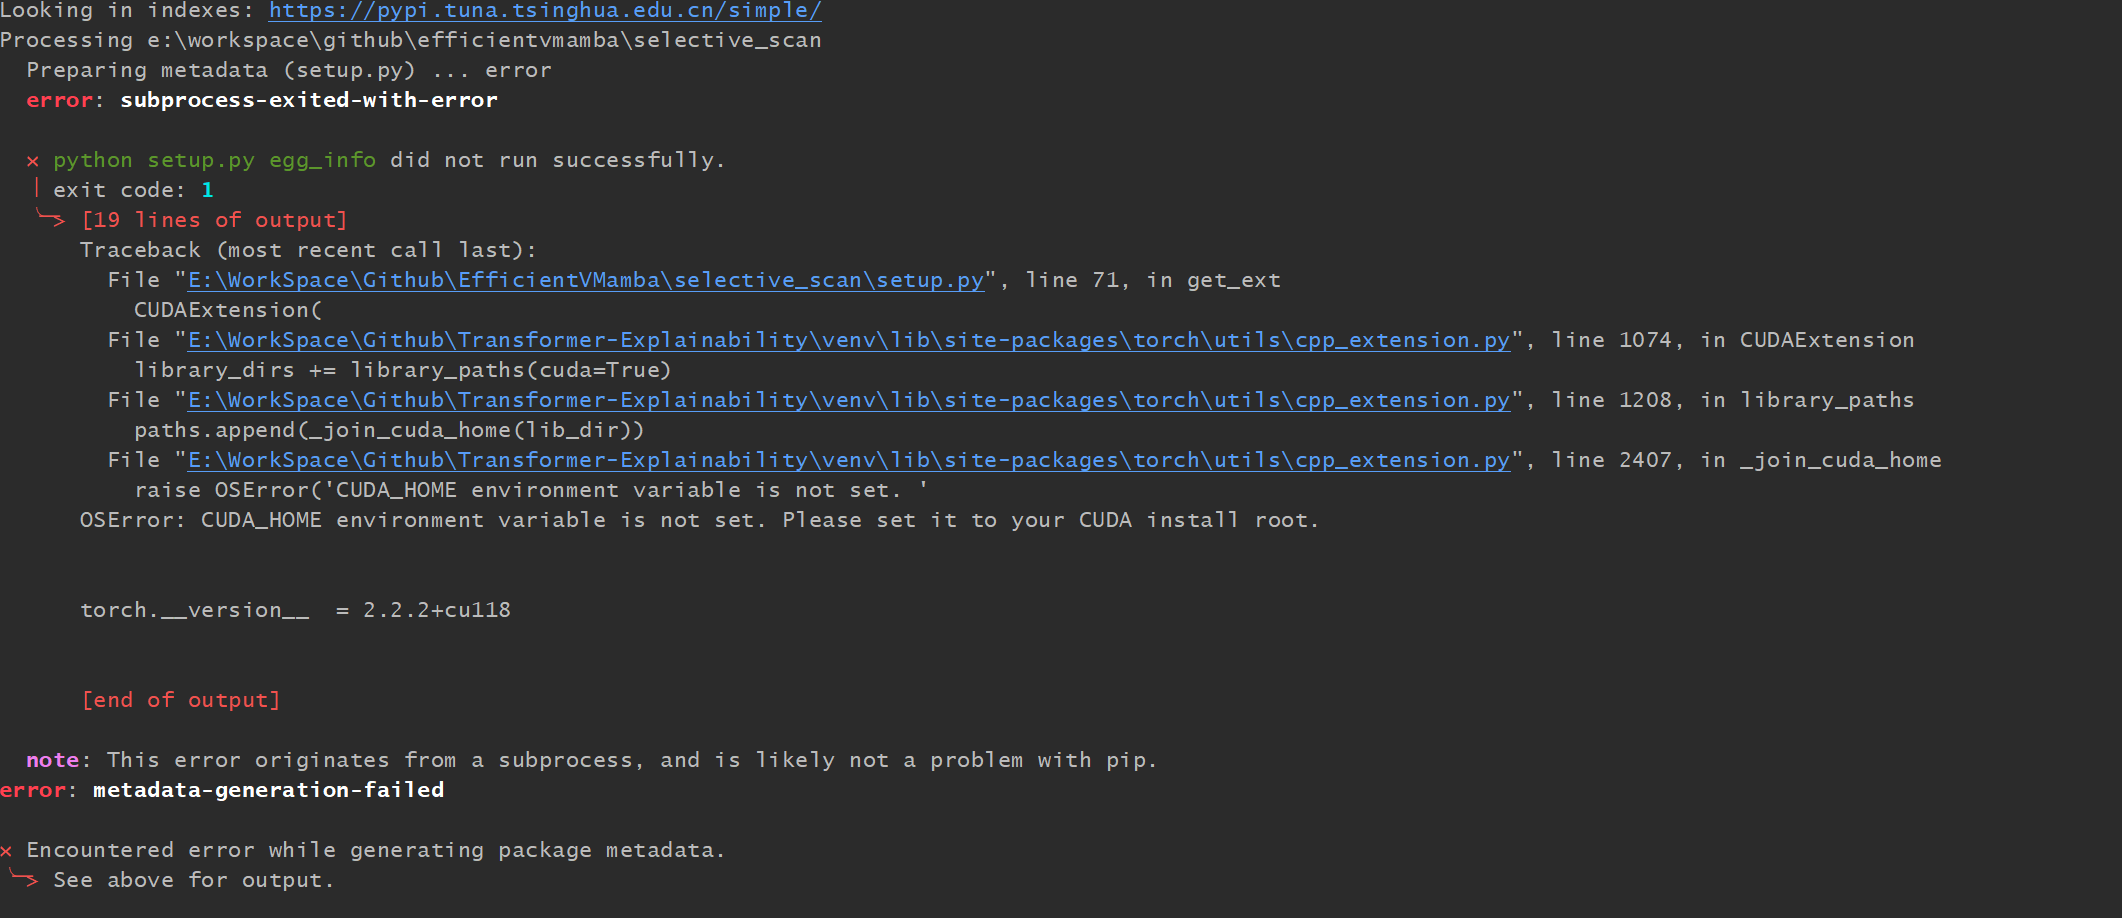 Looking in indexes: https://pypi.tuna.tsinghua.edu.cn/simple/
Processing e:\workspace\github\efficientvmamba\selective_scan
  Preparing metadata (setup.py) ... error
  error: subprocess-exited-with-error

  × python setup.py egg_info did not run successfully.
  │ exit code: 1
  ╰─> [19 lines of output]
      Traceback (most recent call last):
        File "E:\WorkSpace\Github\EfficientVMamba\selective_scan\setup.py", line 71, in get_ext
          CUDAExtension(
        File "E:\WorkSpace\Github\Transformer-Explainability\venv\lib\site-packages\torch\utils\cpp_extension.py", line 1074, in CUDAExtension
          library_dirs += library_paths(cuda=True)
        File "E:\WorkSpace\Github\Transformer-Explainability\venv\lib\site-packages\torch\utils\cpp_extension.py", line 1208, in library_paths
          paths.append(_join_cuda_home(lib_dir))
        File "E:\WorkSpace\Github\Transformer-Explainability\venv\lib\site-packages\torch\utils\cpp_extension.py", line 2407, in _join_cuda_home
          raise OSError('CUDA_HOME environment variable is not set. '
      OSError: CUDA_HOME environment variable is not set. Please set it to your CUDA install root.

      torch.__version__  = 2.2.2+cu118

      [end of output]

  note: This error originates from a subprocess, and is likely not a problem with pip.
error: metadata-generation-failed

× Encountered error while generating package metadata.
╰─> See above for output.